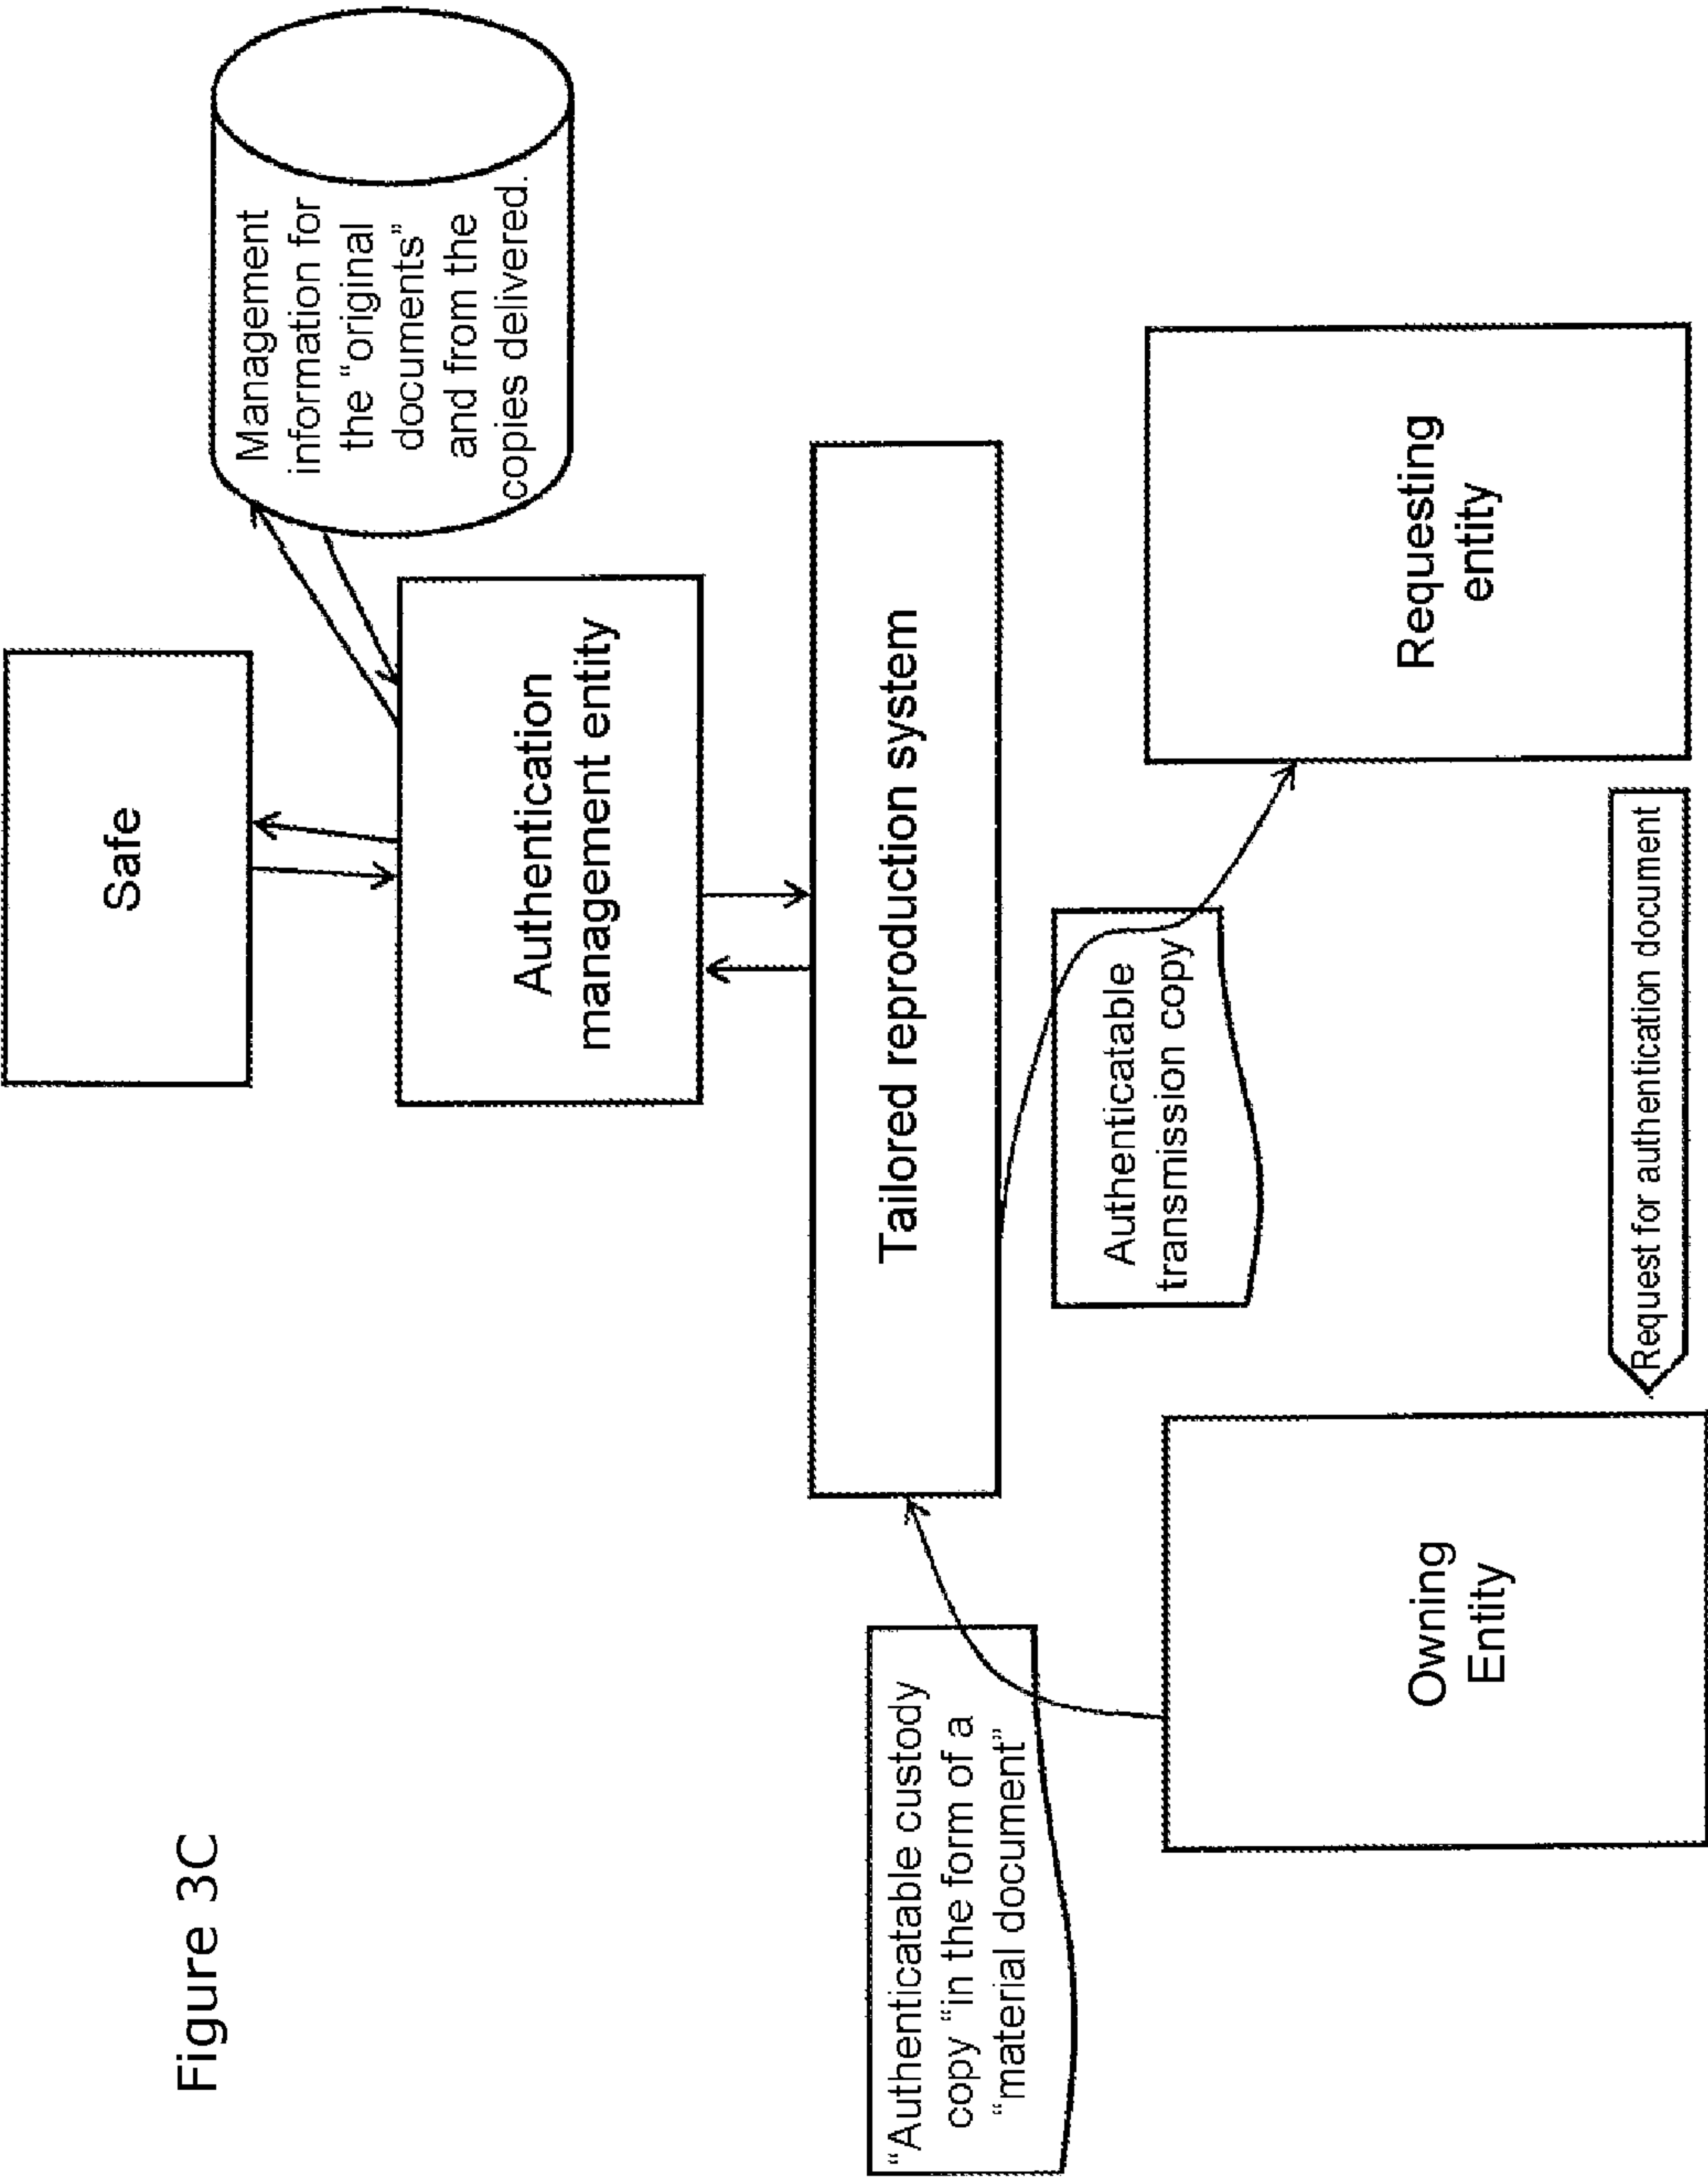 Figure 3C
Safe
Management
information for
the “original
documents”
and from the
copies delivered.
Authentication
management entity
Tailored reproduction system
“Authenticatable custody
copy “in the form of a
“material document”
Authenticatable
transmission copy
Owning
Entity
Requesting
entity
Request for authentication document